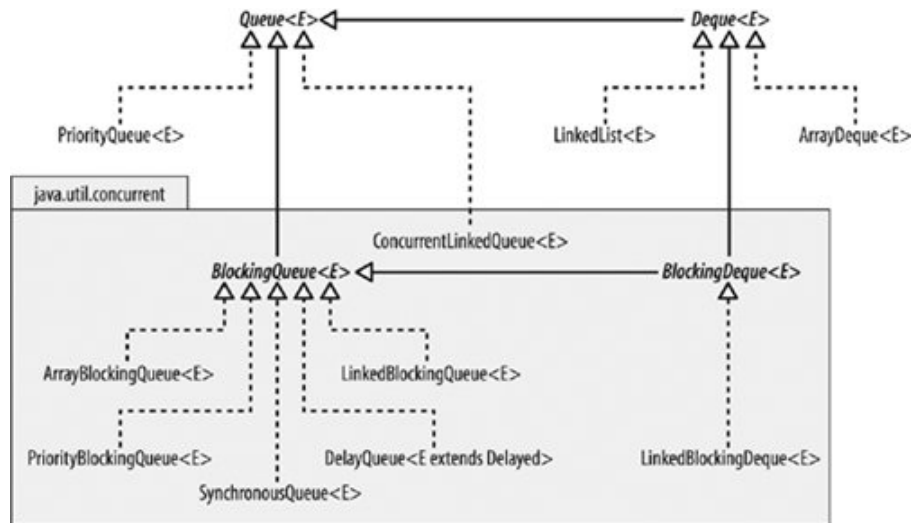 Queue<E>
Deque<E>
PriorityQueue<E>
LinkedList<E>
ArrayDeque<E>
java.util.concurrent
ConcurrentLinkedQueue<E>
BlockingQueue<E>
BlockingDeque<E>
ArrayBlockingQueue<E>
LinkedBlockingQueue<E>
PriorityBlockingQueue<E>
DelayQueue<E extends Delayed>
LinkedBlockingDeque<E>
SynchronousQueue<E>